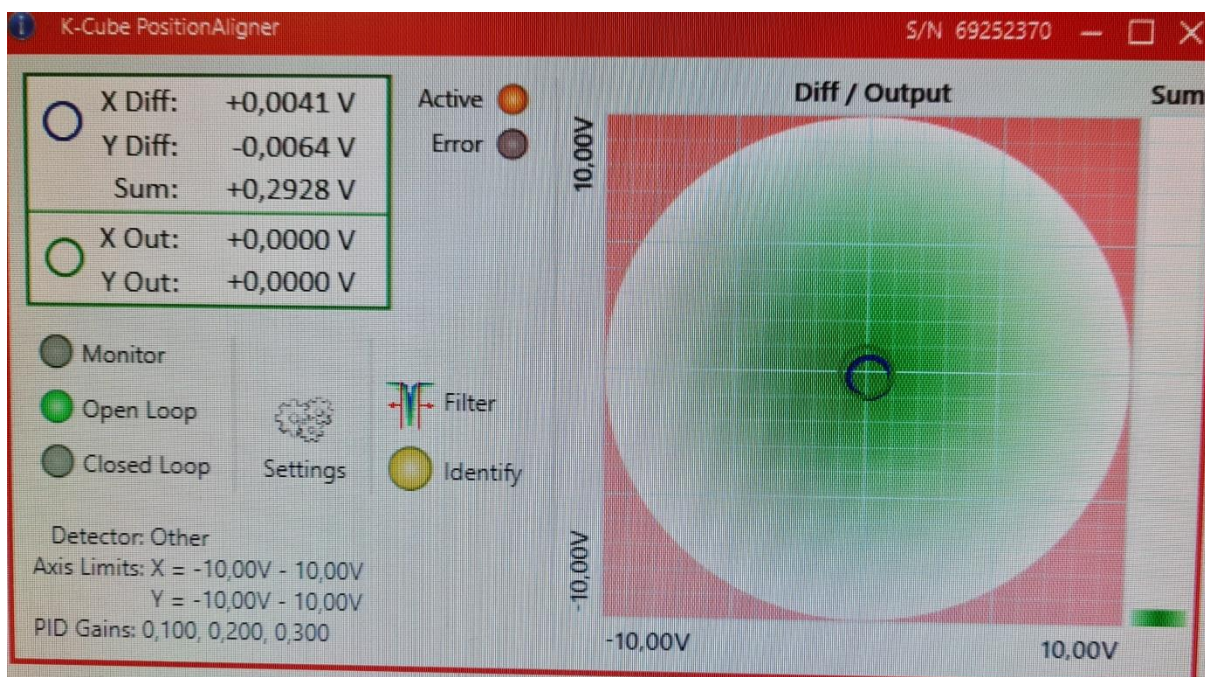 K-Cube PositionAligner
S/N 69252370
X Diff: +0,0041 V
Y Diff: -0,0064 V
Sum: +0,2928 V
X Out: +0,0000 V
Y Out: +0,0000 V
Active
Error
Monitor
Open Loop
Closed Loop
Settings
Filter
Identify
Detector: Other
Axis Limits: X = -10,00V - 10,00V
Y = -10,00V - 10,00V
PID Gains: 0,100, 0,200, 0,300
Diff / Output
Sum
10,00V
-10,00V
-10,00V
10,00V